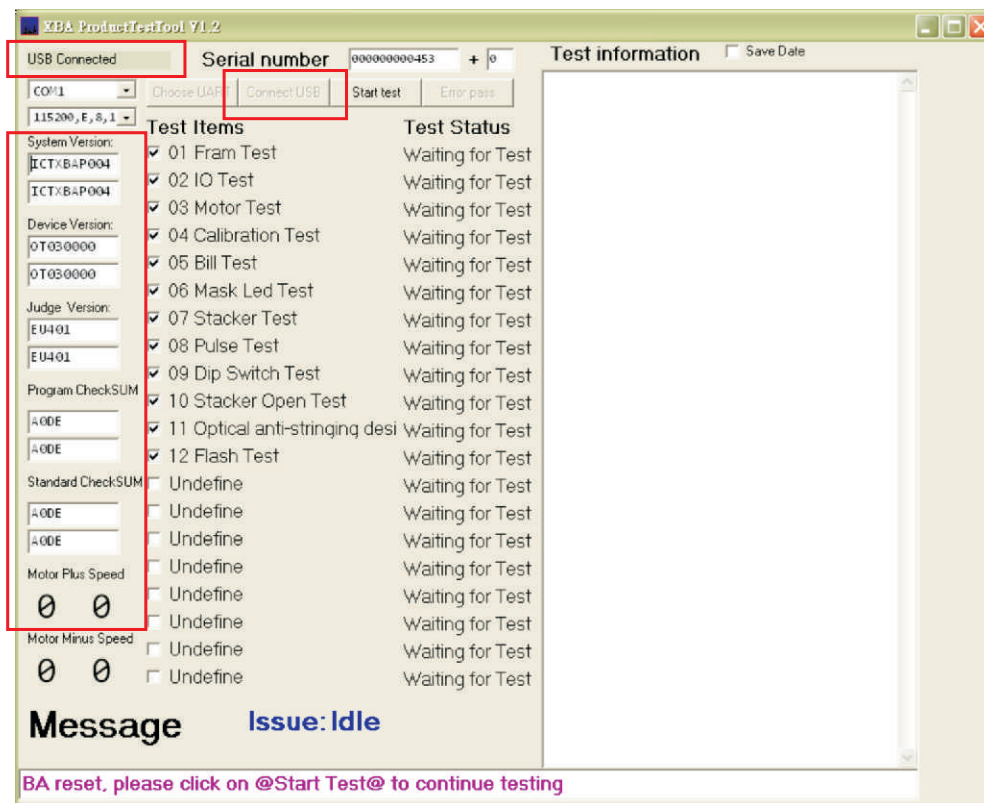 XBA ProductTestTool V1.2
USB Connected
Serial number 000000000453 + 0
Test information Save Date
COM1
Choose UART Connect USB Start test Error pass
115200,E,8,1
Test Items Test Status
System Version:
ICTXBAP004
ICTXBAP004
Device Version:
OT030000
OT030000
Judge Version:
EU401
EU401
Program CheckSUM
A0DE
A0DE
Standard CheckSUM
A0DE
A0DE
Motor Plus Speed
0 0
Motor Minus Speed
0 0
01 Fram Test Waiting for Test
02 IO Test Waiting for Test
03 Motor Test Waiting for Test
04 Calibration Test Waiting for Test
05 Bill Test Waiting for Test
06 Mask Led Test Waiting for Test
07 Stacker Test Waiting for Test
08 Pulse Test Waiting for Test
09 Dip Switch Test Waiting for Test
10 Stacker Open Test Waiting for Test
11 Optical anti-stringing desi Waiting for Test
12 Flash Test Waiting for Test
Undefine Waiting for Test
Undefine Waiting for Test
Undefine Waiting for Test
Undefine Waiting for Test
Undefine Waiting for Test
Undefine Waiting for Test
Undefine Waiting for Test
Undefine Waiting for Test
Message Issue: Idle
BA reset, please click on @Start Test@ to continue testing